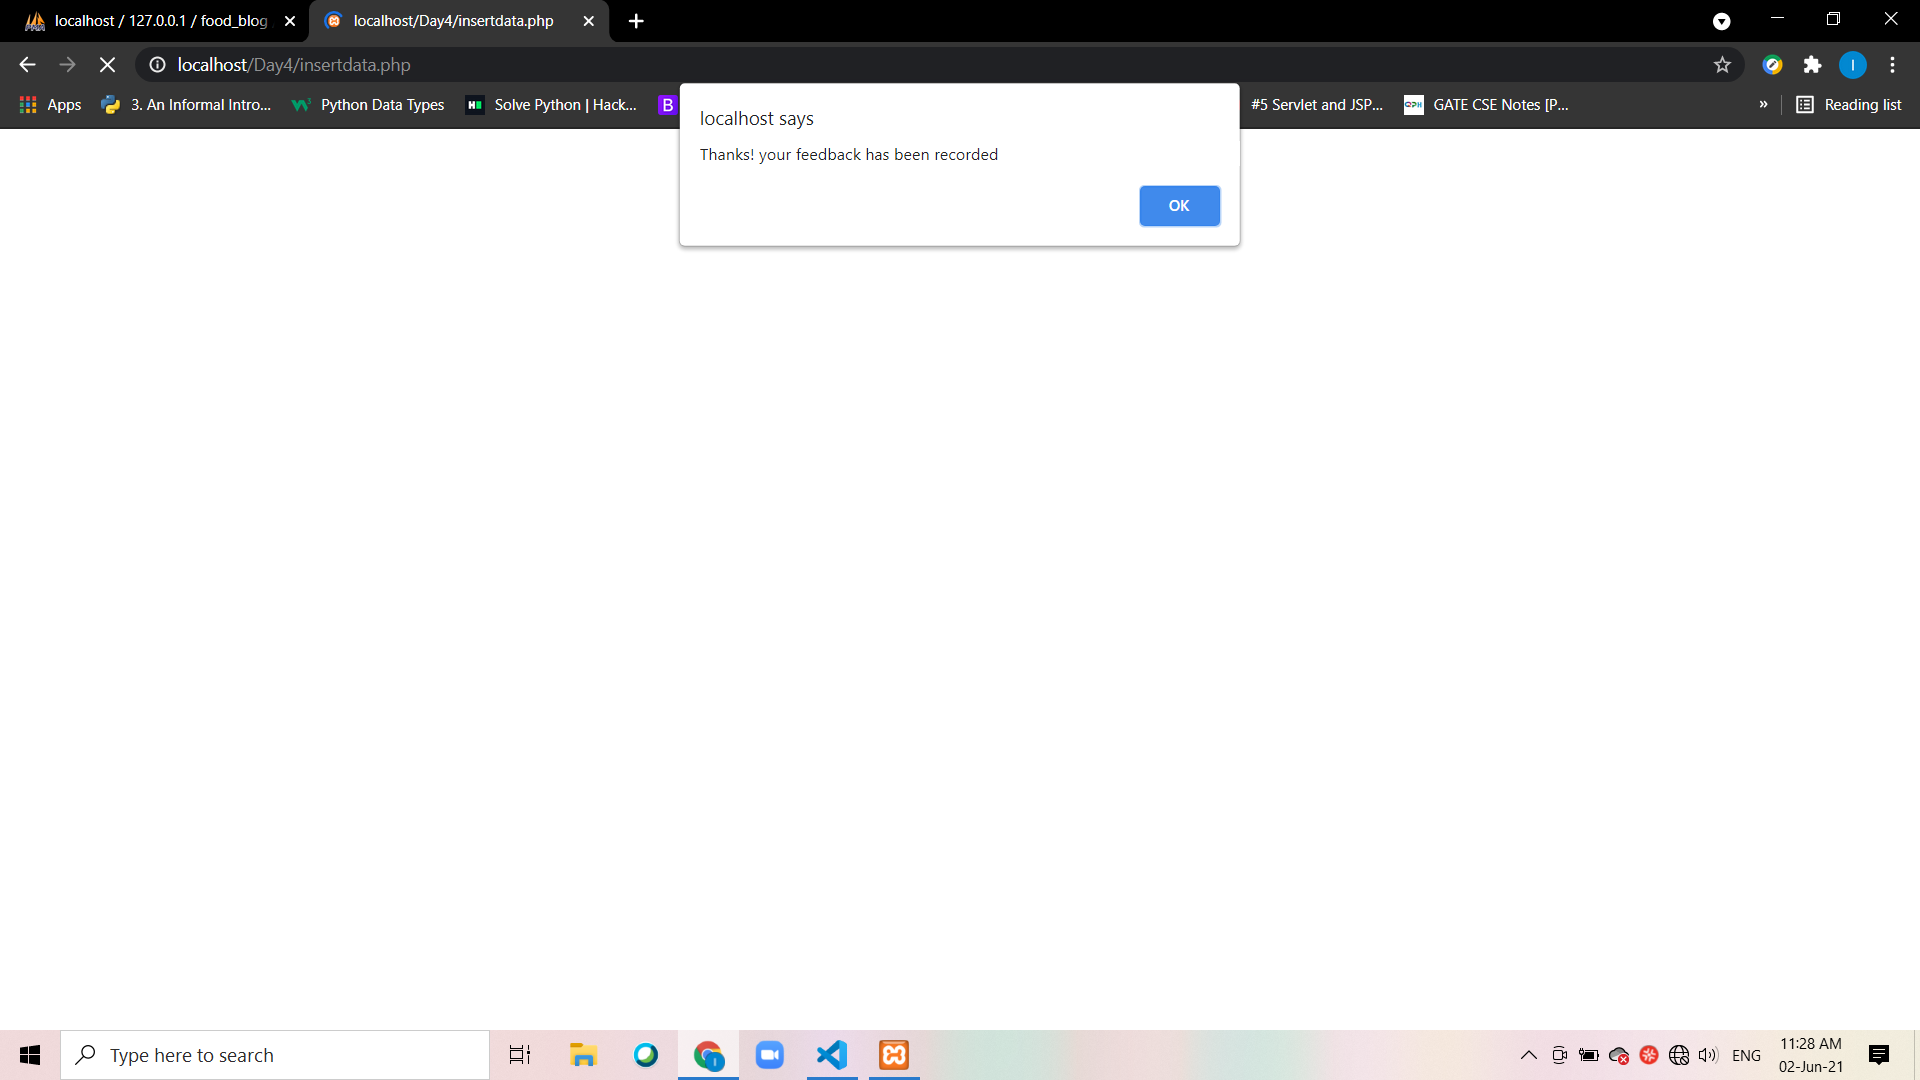 localhost / 127.0.0.1 / food_blog
localhost/Day4/insertdata.php
localhost/Day4/insertdata.php
Apps
3. An Informal Intro...
Python Data Types
Solve Python | Hack...
B
#5 Servlet and JSP...
GATE CSE Notes [P...
»
Reading list
localhost says
Thanks! your feedback has been recorded
OK
Type here to search
ENG
11:28 AM
02-Jun-21